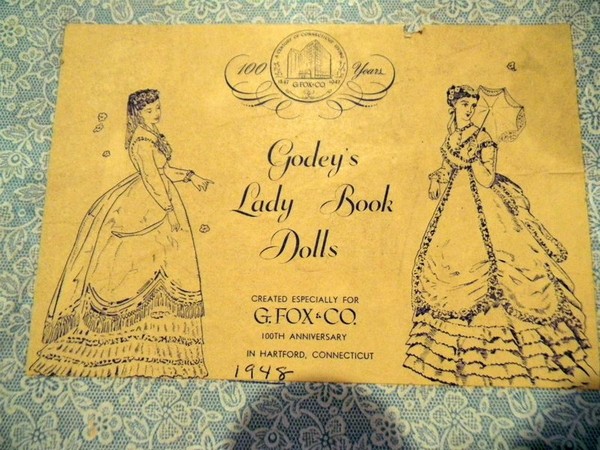 100 Years
1847 1947
G. FOX & CO.
Godey's
Lady Book
Dolls
CREATED ESPECIALLY FOR
G. FOX & CO.
100TH ANNIVERSARY
IN HARTFORD, CONNECTICUT
1948